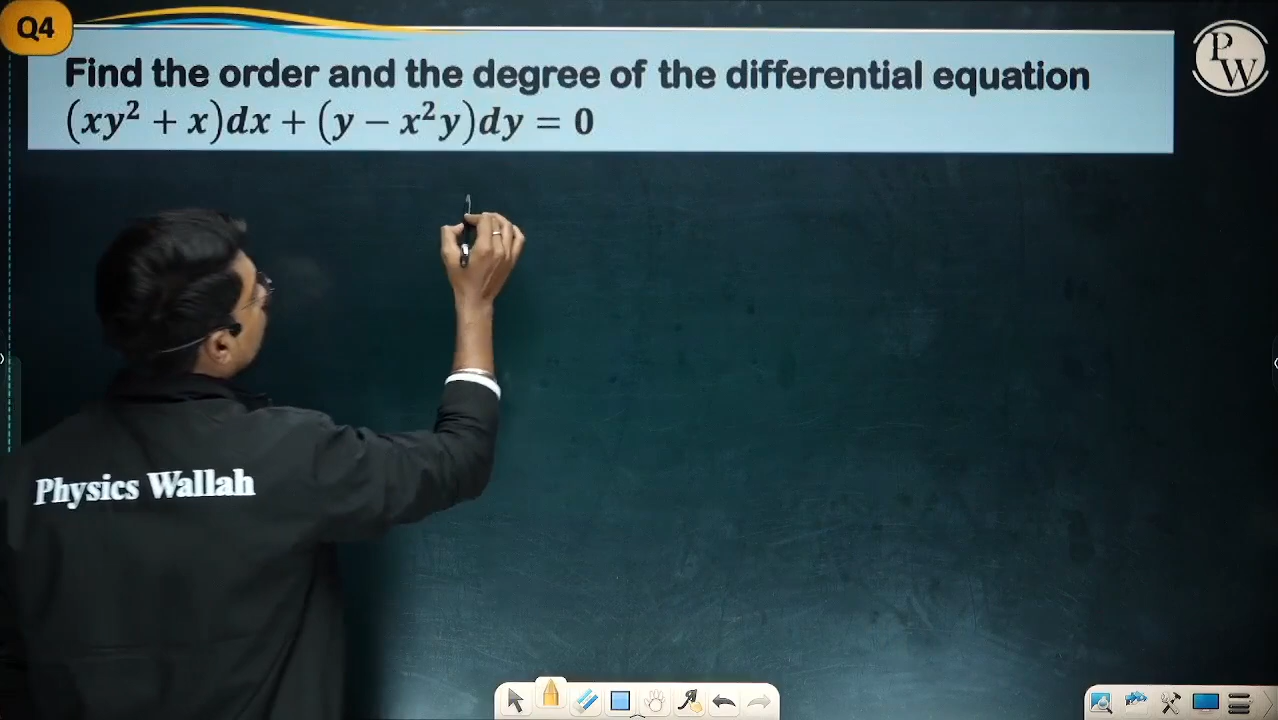 Q4
Find the order and the degree of the differential equation
(xy² + x)dx + (y − x²y)dy = 0
P
W
Physics Wallah